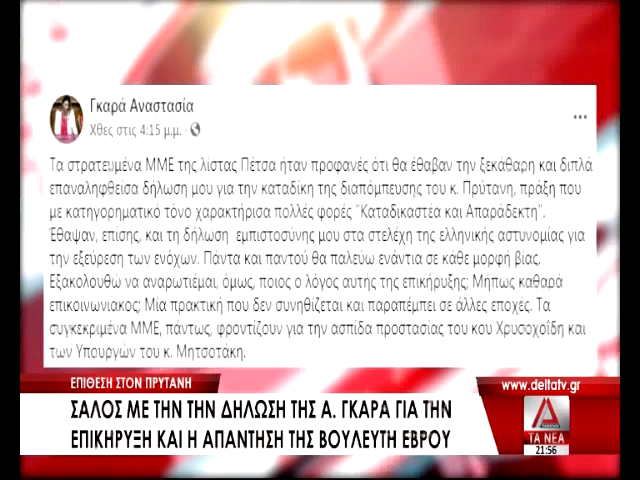 Γκαρά Αναστασία
Χθες στις 4:15 μ.μ. ·
Τα στρατευμένα ΜΜΕ της λίστας Πέτσα ήταν προφανές ότι θα έθαβαν την ξεκάθαρη και διπλά
επαναληφθείσα δήλωση μου για την καταδίκη της διαπόμπευσης του κ. Πρύτανη, πράξη που
με κατηγορηματικό τόνο χαρακτήρισα πολλές φορές "Καταδικαστέα και Απαράδεκτη".
Έθαψαν, επίσης, και τη δήλωση εμπιστοσύνης μου στα στελέχη της ελληνικής αστυνομίας για
την εξεύρεση των ενόχων. Πάντα και παντού θα παλεύω ενάντια σε κάθε μορφή βίας.
Εξακολουθώ να αναρωτιέμαι, όμως, ποιος ο λόγος αυτής της επικήρυξης; Μήπως καθαρά
επικοινωνιακος; Μία πρακτική που δεν συνηθίζεται και παραπέμπει σε άλλες εποχές. Τα
συγκεκριμένα ΜΜΕ, πάντως, φροντίζουν για την ασπίδα προστασίας του κου Χρυσοχοϊδη και
των Υπουργών του κ. Μητσοτάκη.
ΕΠΙΘΕΣΗ ΣΤΟΝ ΠΡΥΤΑΝΗ
www.deltatv.gr
ΣΑΛΟΣ ΜΕ ΤΗΝ ΤΗΝ ΔΗΛΩΣΗ ΤΗΣ Α. ΓΚΑΡΑ ΓΙΑ ΤΗΝ
ΕΠΙΚΗΡΥΞΗ ΚΑΙ Η ΑΠΑΝΤΗΣΗ ΤΗΣ ΒΟΥΛΕΥΤΗ ΕΒΡΟΥ
ΤΑ ΝΕΑ
21:56